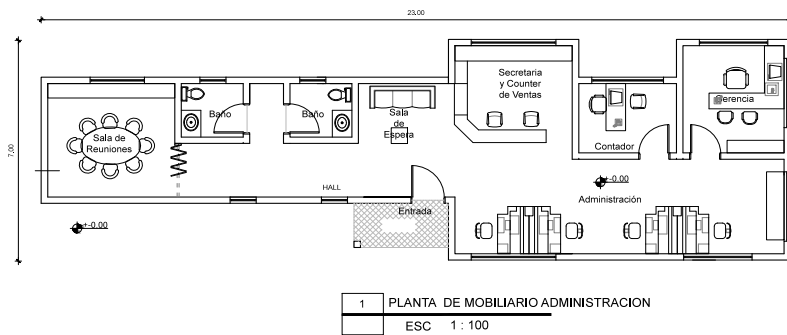 23.00
7.00
Sala de
Reuniones
Baño
Baño
Sala
de
Espera
Secretaria
y Counter
de Ventas
Contador
Gerencia
HALL
Entrada
+-0.00
Administración
+-0.00
1 PLANTA DE MOBILIARIO ADMINISTRACION
ESC 1 : 100